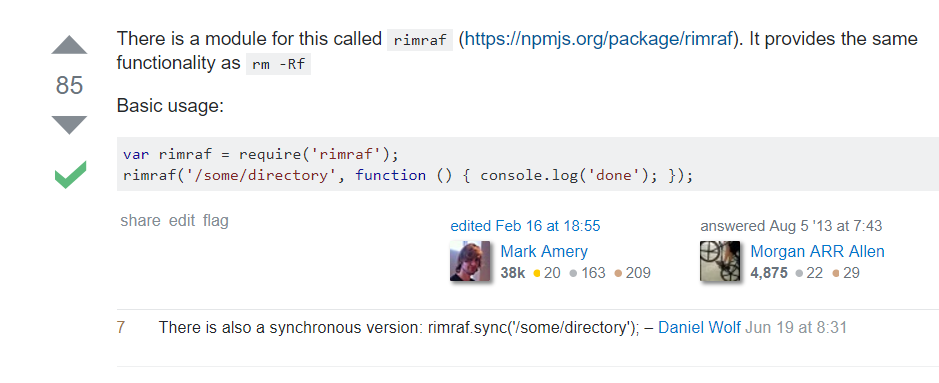 There is a module for this called rimraf (https://npmjs.org/package/rimraf). It provides the same
functionality as rm -Rf
85
Basic usage:
var rimraf = require('rimraf');
rimraf('/some/directory', function () { console.log('done'); });
share edit flag
edited Feb 16 at 18:55
Mark Amery
38k 20 163 209
answered Aug 5 '13 at 7:43
Morgan ARR Allen
4,875 22 29
7 There is also a synchronous version: rimraf.sync('/some/directory'); – Daniel Wolf Jun 19 at 8:31